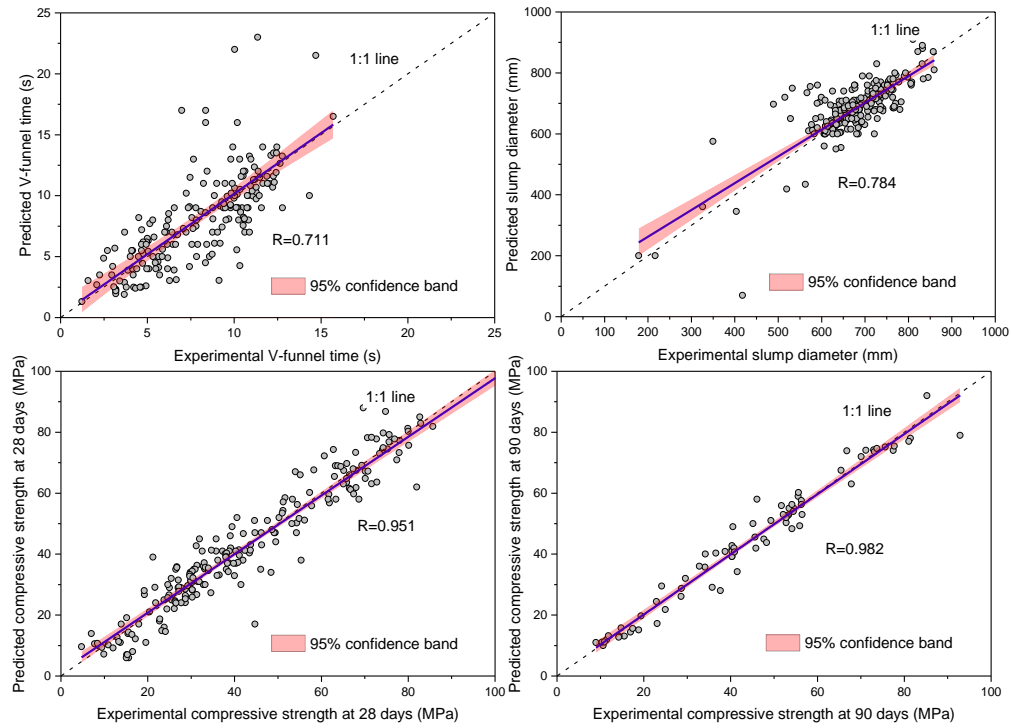 25
20
15
10
5
0
0
5
10
15
20
25
Predicted V-funnel time (s)
Experimental V-funnel time (s)
1:1 line
R=0.711
95% confidence band
1000
800
600
400
200
0
0
100
200
300
400
500
600
700
800
900
1000
Predicted slump diameter (mm)
Experimental slump diameter (mm)
1:1 line
R=0.784
95% confidence band
100
80
60
40
20
0
0
20
40
60
80
100
Predicted compressive strength at 28 days (MPa)
Experimental compressive strength at 28 days (MPa)
1:1 line
R=0.951
95% confidence band
100
80
60
40
20
0
0
20
40
60
80
100
Predicted compressive strength at 90 days (MPa)
Experimental compressive strength at 90 days (MPa)
1:1 line
R=0.982
95% confidence band